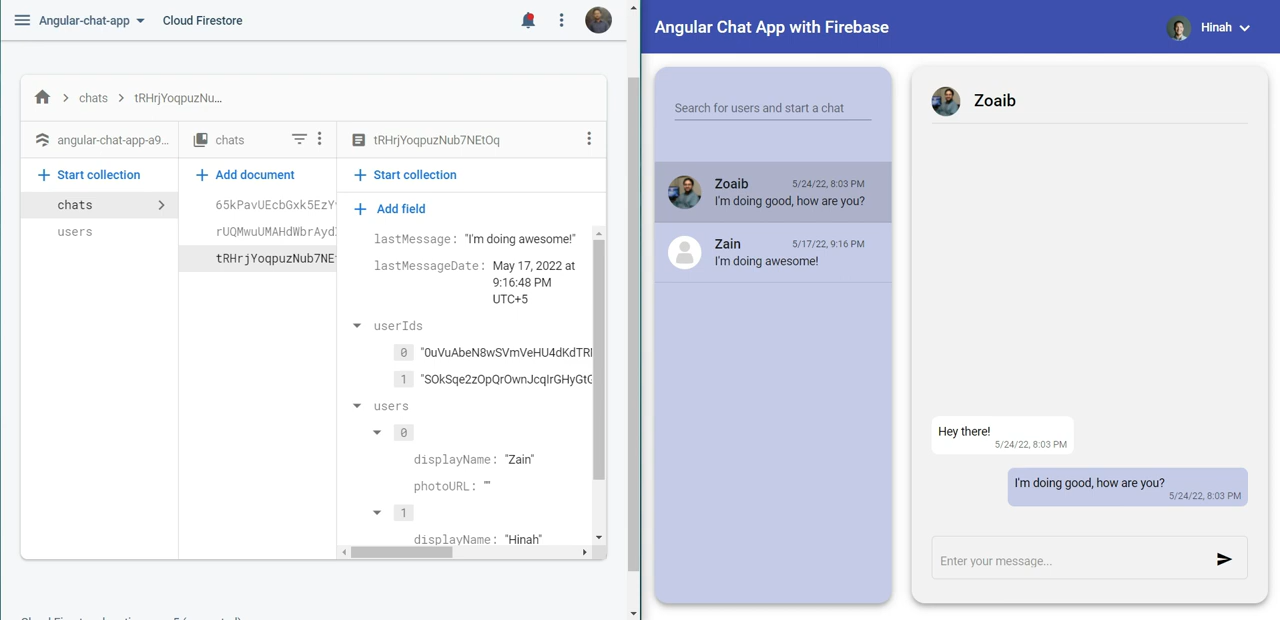 Angular-chat-app
Cloud Firestore
chats
tRHrjYoqpuzNu...
angular-chat-app-a9...
chats
tRHrjYoqpuzNub7NEtOq
Start collection
Add document
Start collection
chats
users
65kPavUEcbGxk5EzY
rUQMwuUMAHdWbrAyd
tRHrjYoqpuzNub7NE
Add field
lastMessage: "I'm doing awesome!"
lastMessageDate: May 17, 2022 at
9:16:48 PM
UTC+5
userIds
0 "0uVuAbeN8wSVmVeHU4dKdTR
1 "SOkSqe2zOpQrOwnJcqIrGHyGt
users
0
displayName: "Zain"
photoURL: ""
1
displayName: "Hinah"
Angular Chat App with Firebase
Hinah
Search for users and start a chat
Zoaib
5/24/22, 8:03 PM
I'm doing good, how are you?
Zain
5/17/22, 9:16 PM
I'm doing awesome!
Zoaib
Hey there!
5/24/22, 8:03 PM
I'm doing good, how are you?
5/24/22, 8:03 PM
Enter your message...